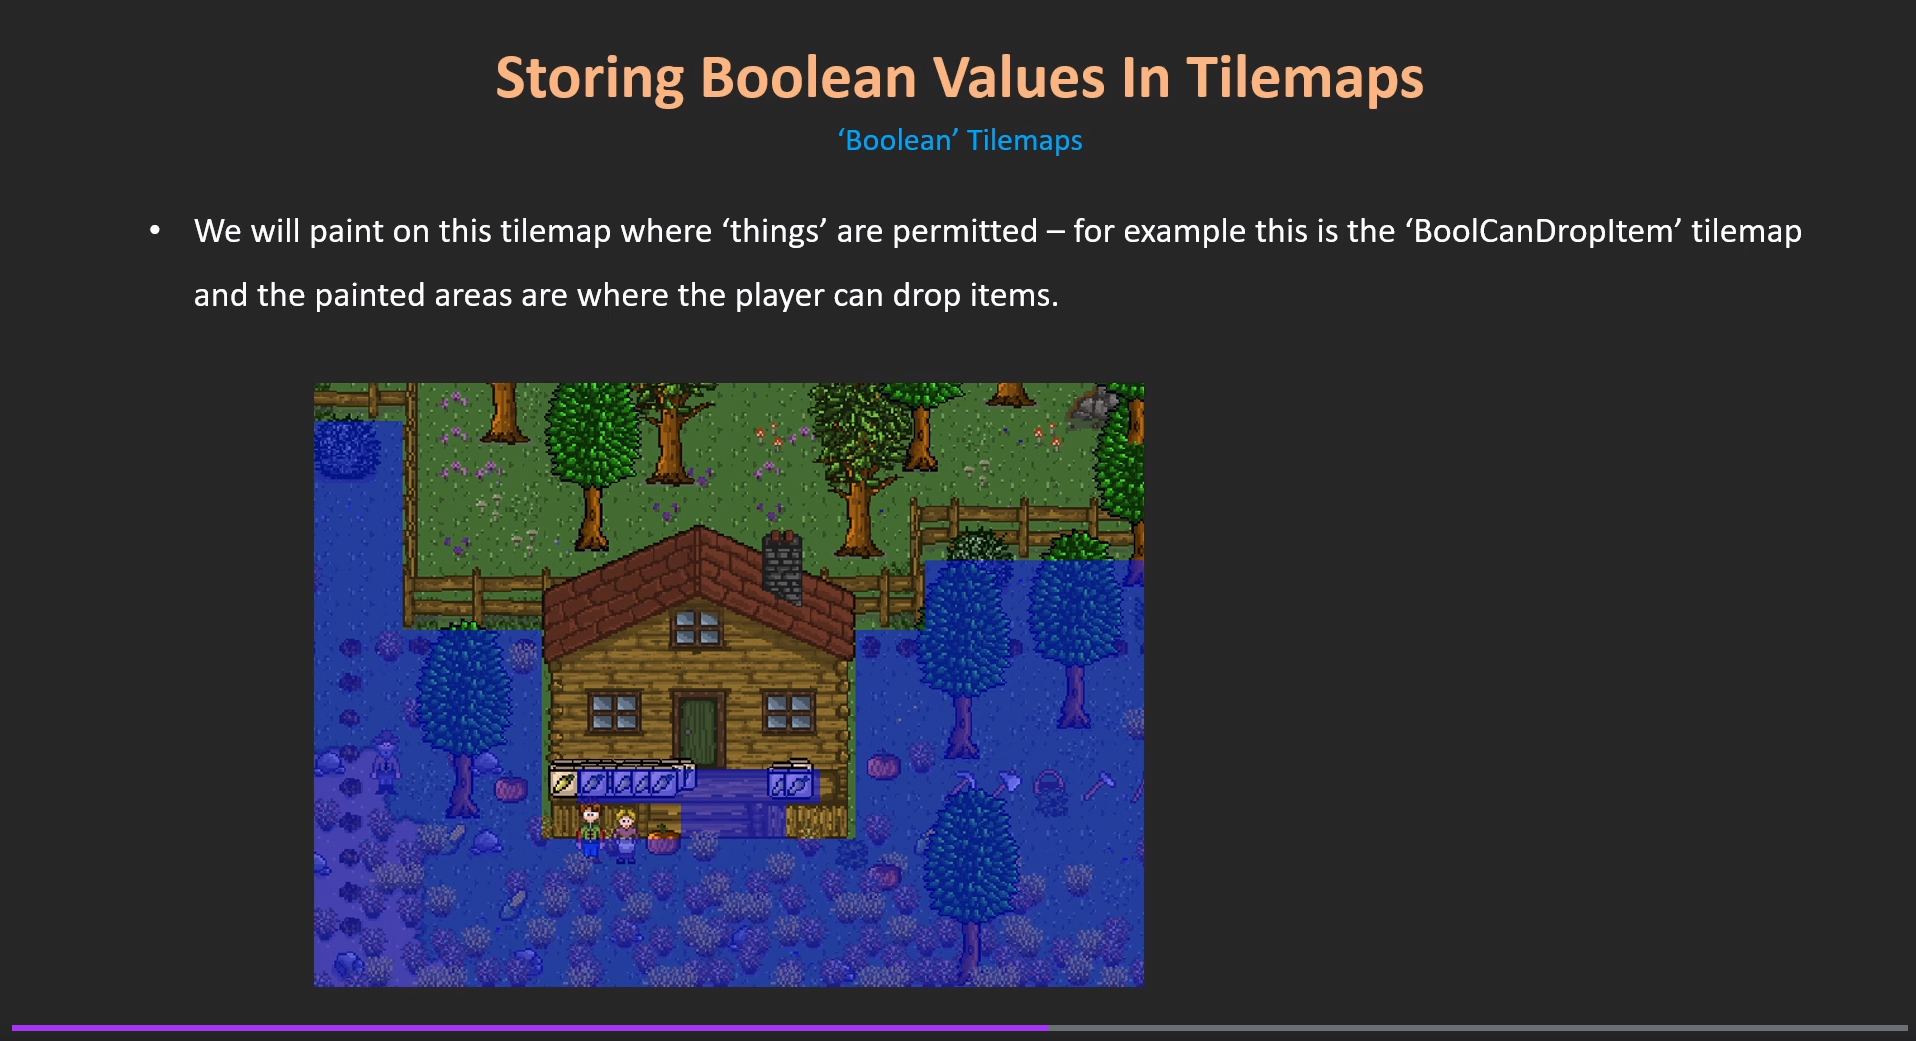 Storing Boolean Values In Tilemaps
‘Boolean’ Tilemaps
• We will paint on this tilemap where ‘things’ are permitted – for example this is the ‘BoolCanDropItem’ tilemap
and the painted areas are where the player can drop items.